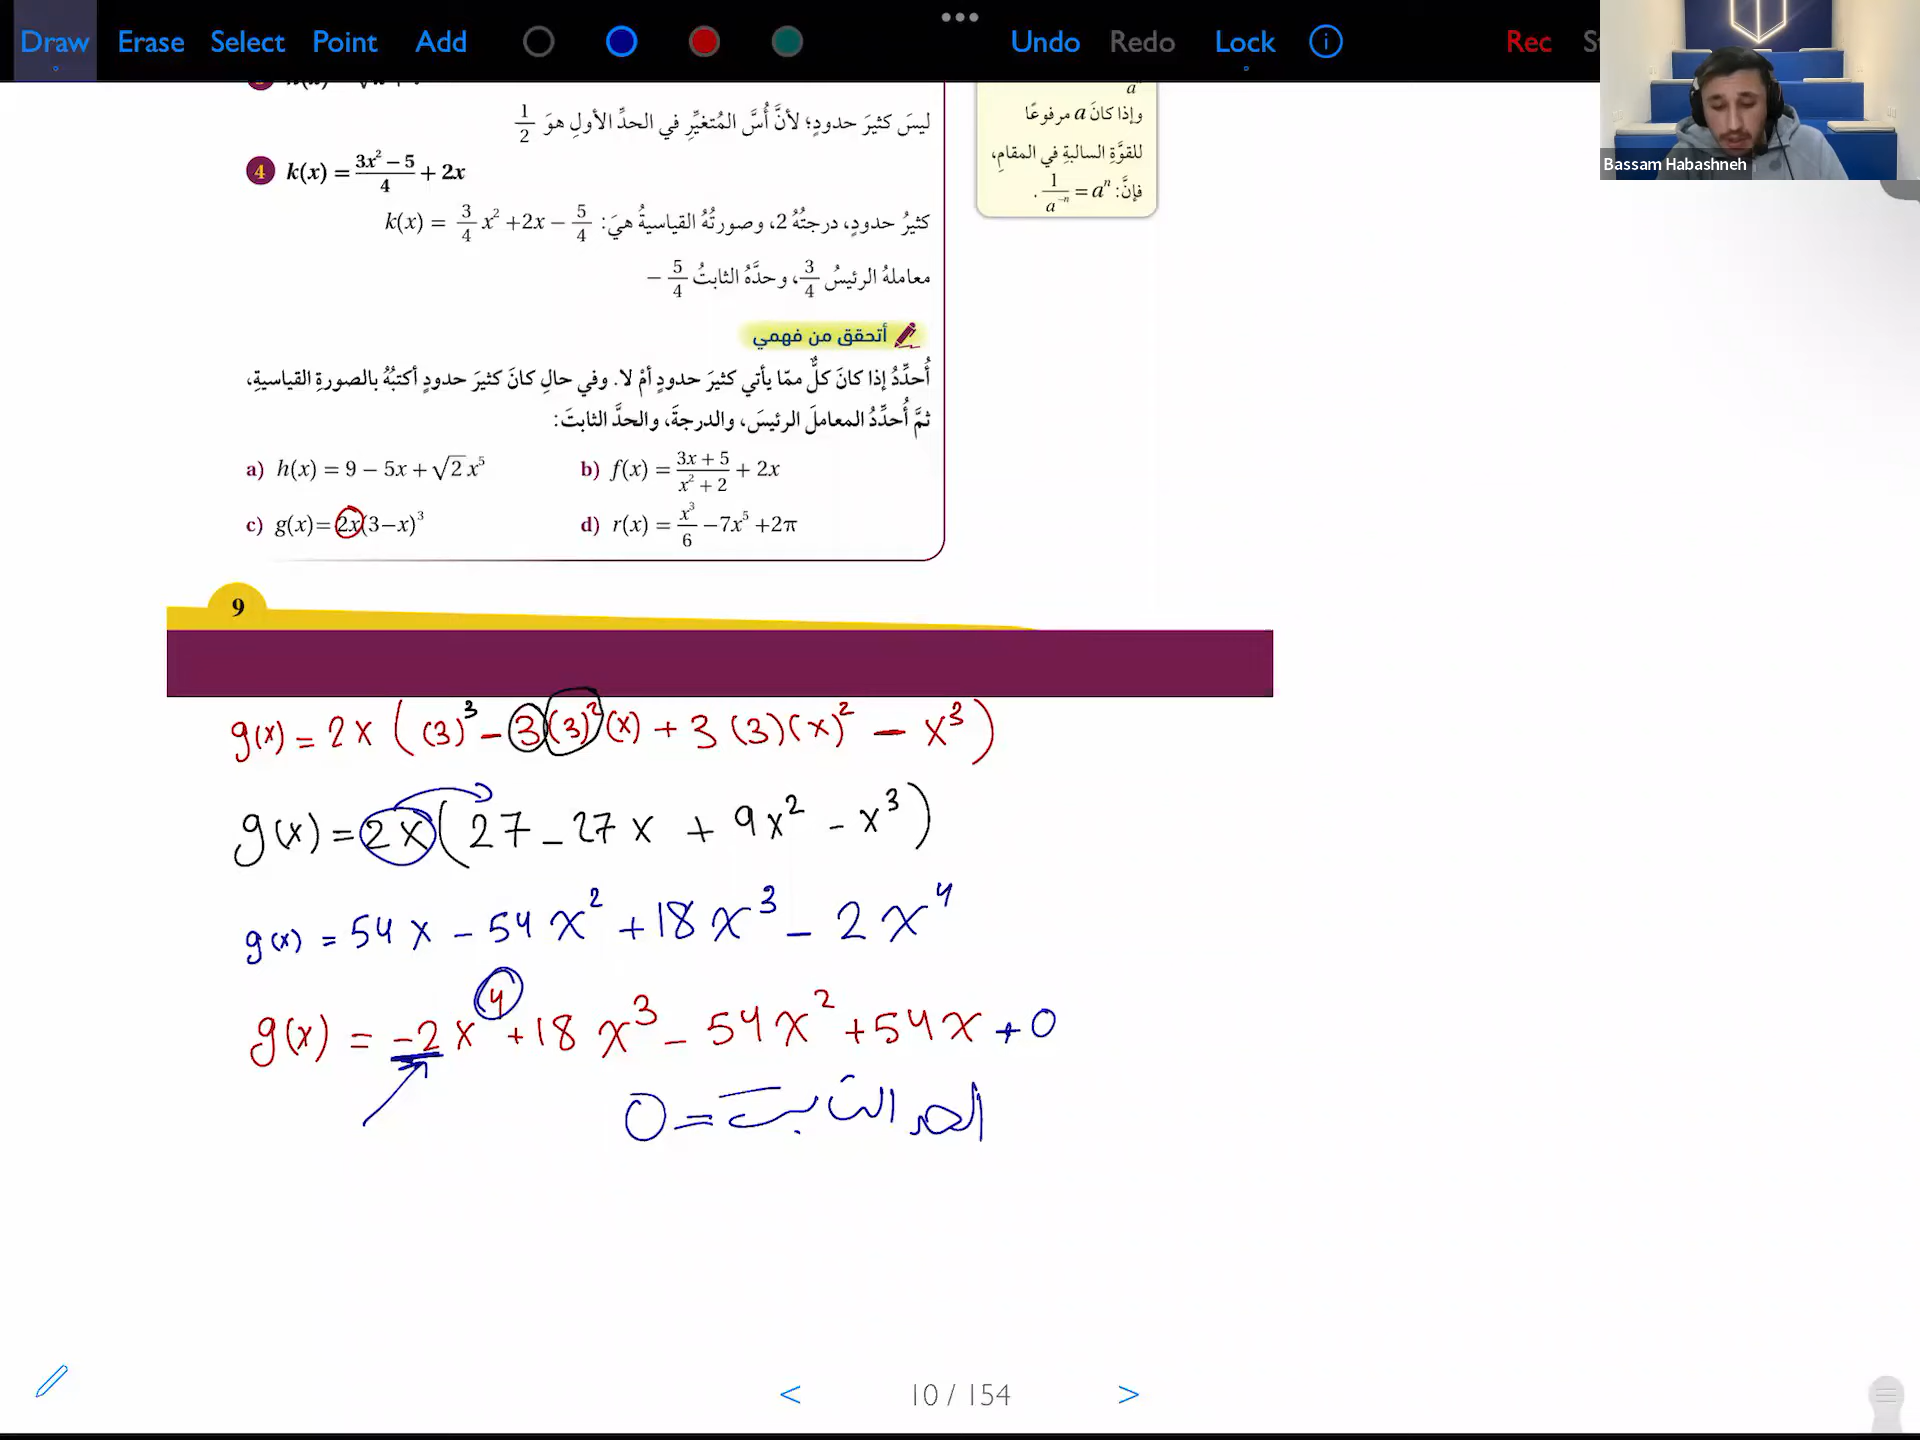 Draw Erase Select Point Add Undo Redo Lock Rec
Bassam Habashneh
ليسَ كثيرَ حدودٍ؛ لأنَّ أُسَّ المُتغيِّرِ في الحدِّ الأولِ هوَ 1/2
4 k(x) = (3x² − 5)/4 + 2x
كثيرُ حدودٍ، درجتُهُ 2، وصورتُهُ القياسيةُ هيَ: k(x) = 3/4 x² + 2x − 5/4
معاملهُ الرئيسُ 3/4، وحدُّهُ الثابتُ − 5/4
a
وإذا كانَ a مرفوعًا
للقوَّةِ السالبةِ في المقامِ،
فإنَّ: 1/a⁻ⁿ = aⁿ.
أتحقق من فهمي
أُحدِّدُ إذا كانَ كلٌّ ممّا يأتي كثيرَ حدودٍ أمْ لا. وفي حالِ كانَ كثيرَ حدودٍ أكتبُهُ بالصورةِ القياسيةِ،
ثمَّ أُحدِّدُ المعاملَ الرئيسَ، والدرجةَ، والحدَّ الثابتَ:
a) h(x) = 9 − 5x + √2 x⁵ b) f(x) = (3x + 5)/(x² + 2) + 2x
c) g(x)= 2x(3−x)³ d) r(x) = x³/6 −7x⁵ +2π
9
g(x) = 2x ( (3)³ − 3(3)²(x) + 3(3)(x)² − x³ )
g(x) = 2x ( 27 − 27x + 9x² − x³ )
g(x) = 54x − 54x² + 18x³ − 2x⁴
g(x) = −2x⁴ + 18x³ − 54x² + 54x + 0
الحد الثابت = 0
< 10 / 154 >